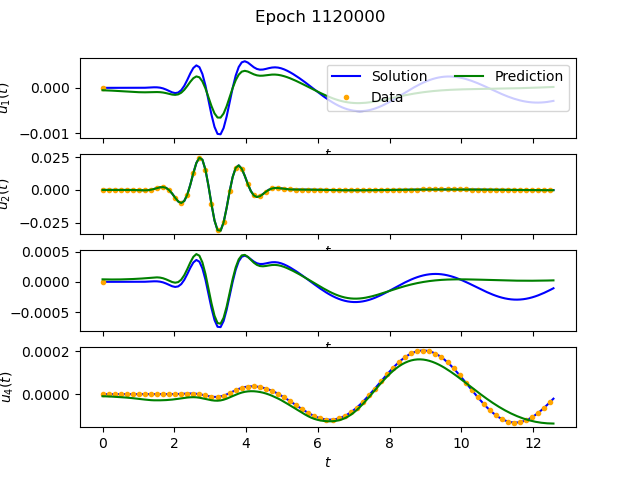 Epoch 1120000
u1(t)
0.000
−0.001
Solution
Prediction
Data
t
u2(t)
0.025
0.000
−0.025
t
0.0005
0.0000
−0.0005
t
u4(t)
0.0002
0.0000
0 2 4 6 8 10 12
t